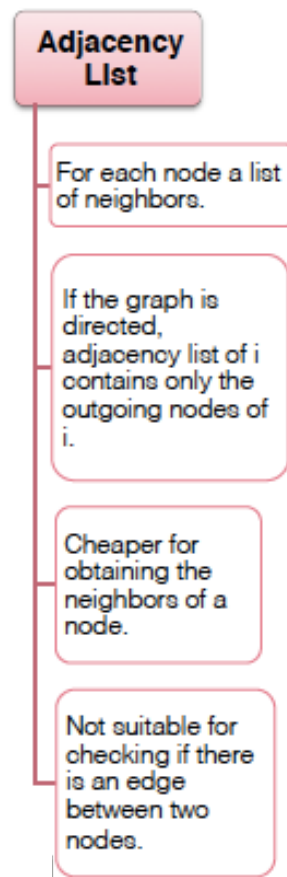 Adjacency
List
For each node a list
of neighbors.
If the graph is
directed,
adjacency list of i
contains only the
outgoing nodes of
i.
Cheaper for
obtaining the
neighbors of a
node.
Not suitable for
checking if there
is an edge
between two
nodes.